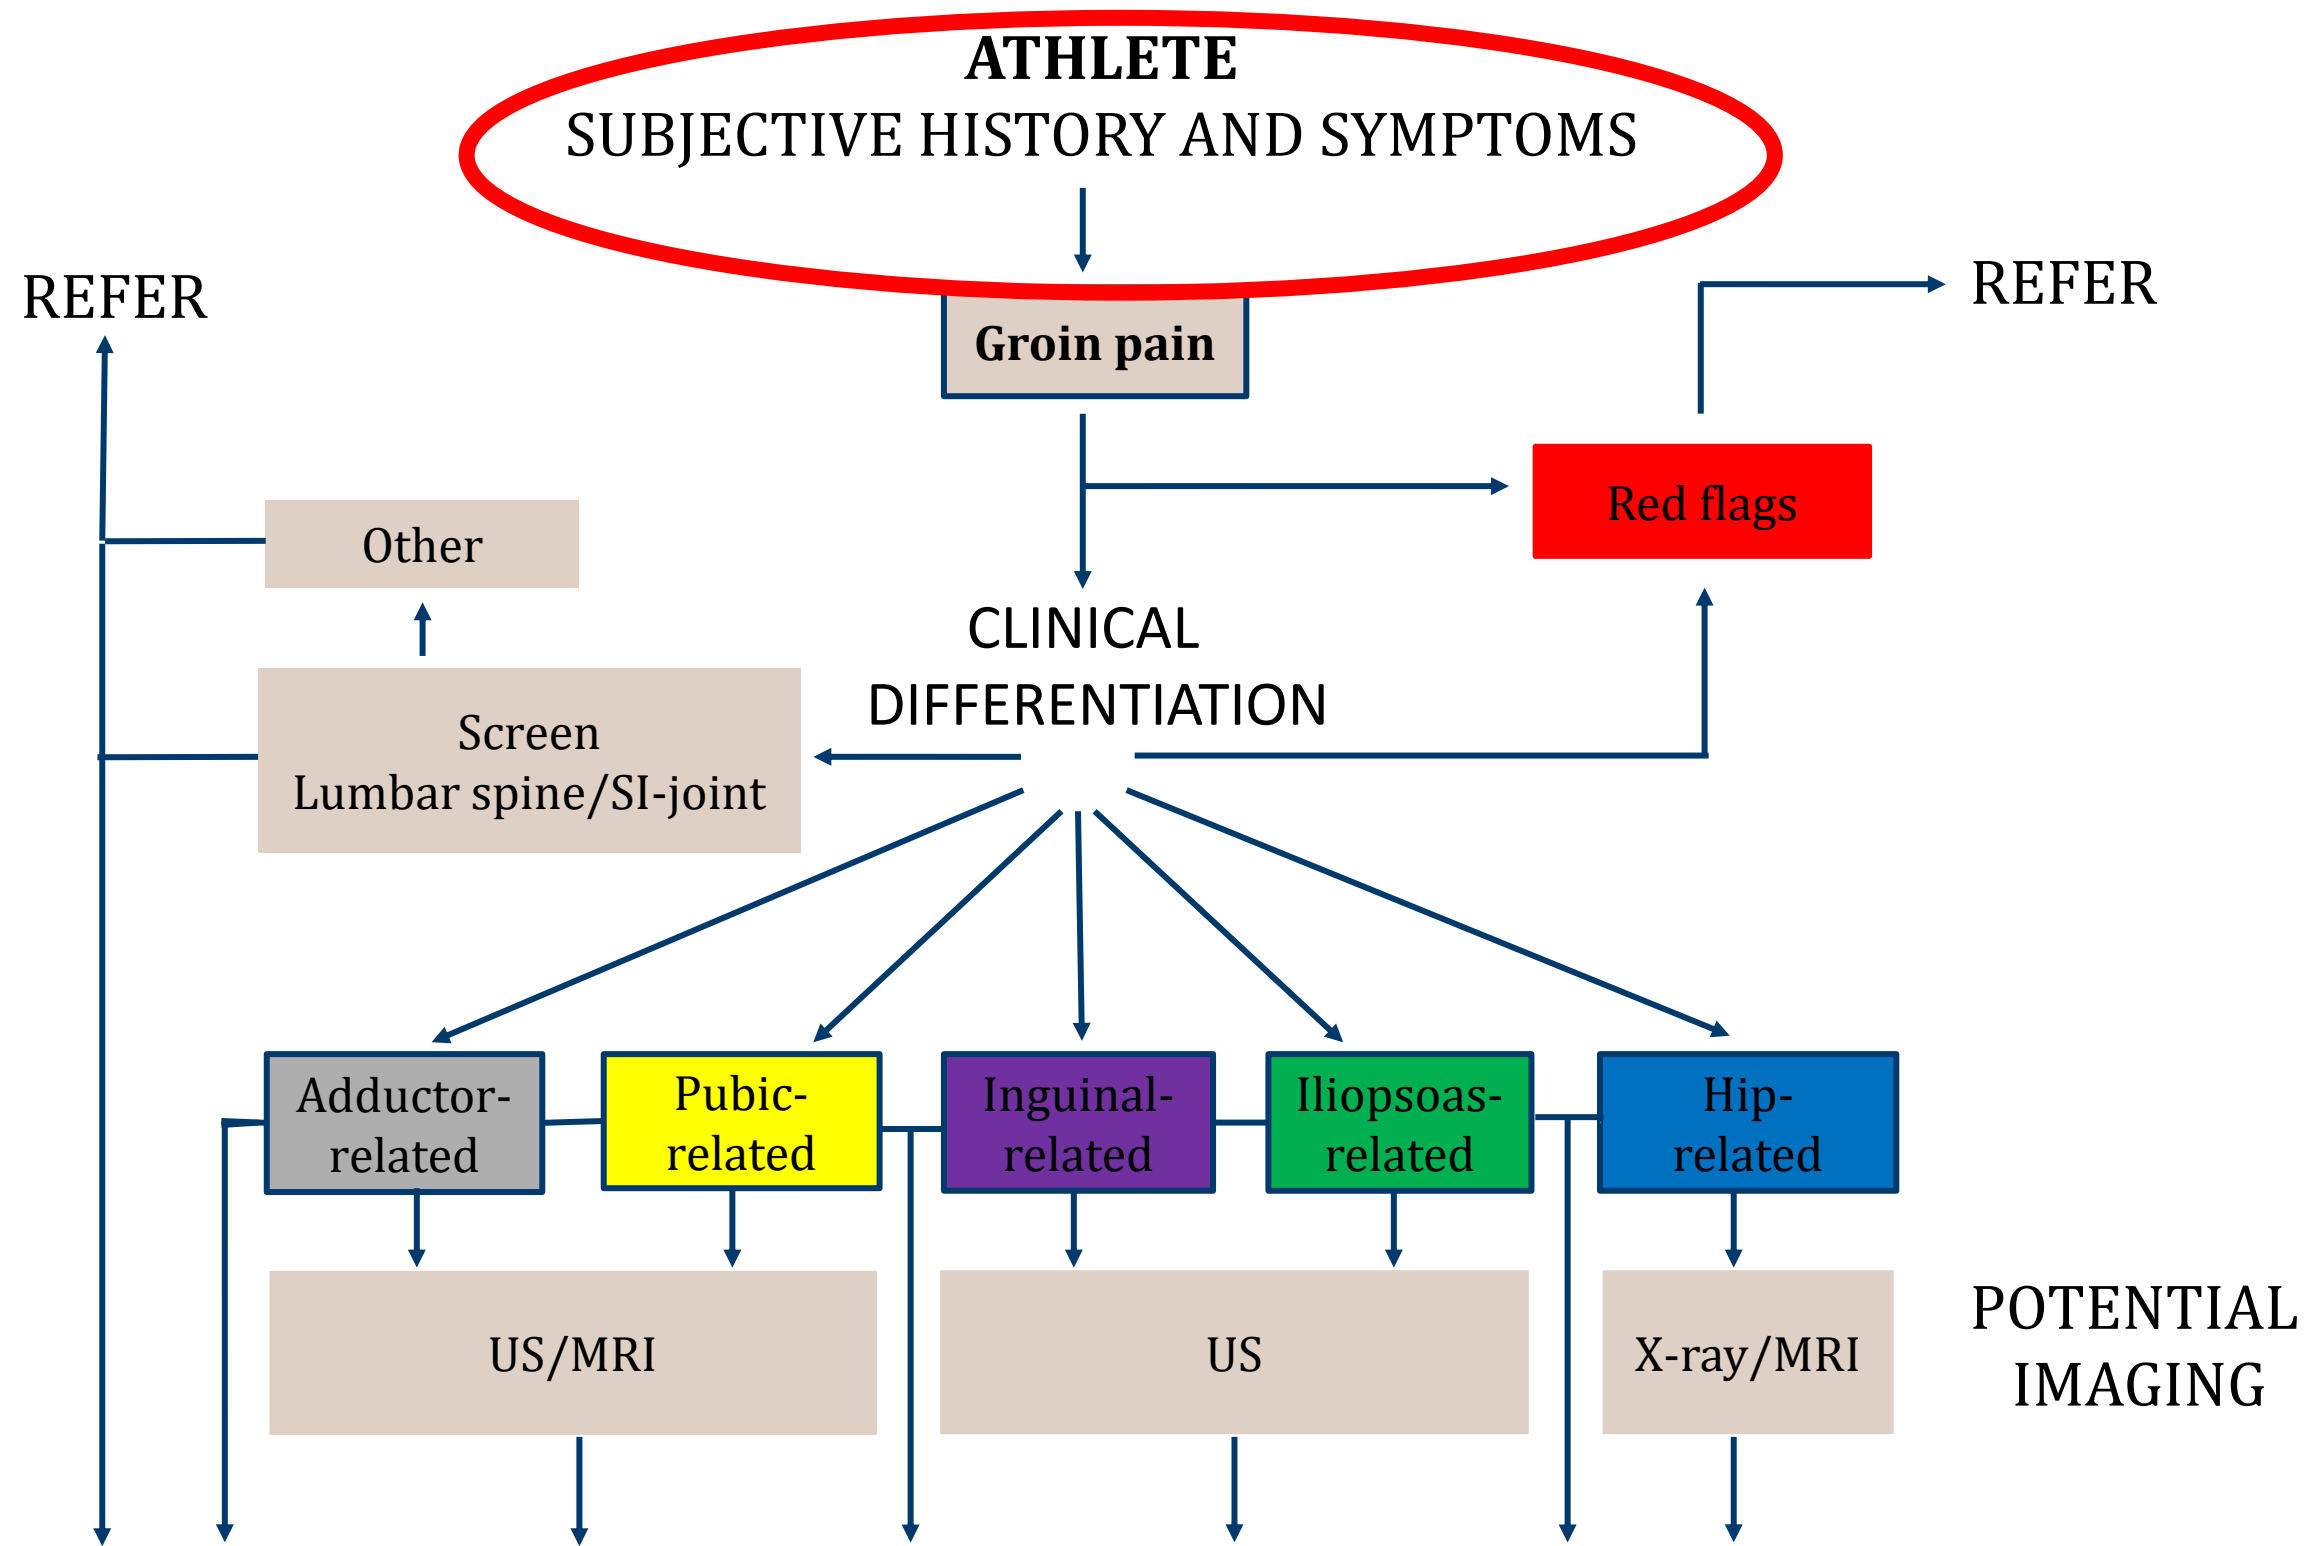 ATHLETE
SUBJECTIVE HISTORY AND SYMPTOMS
REFER
REFER
Groin pain
Red flags
Other
CLINICAL
DIFFERENTIATION
Screen
Lumbar spine/SI-joint
Adductor-
related
Pubic-
related
Inguinal-
related
Iliopsoas-
related
Hip-
related
US/MRI
US
X-ray/MRI
POTENTIAL
IMAGING